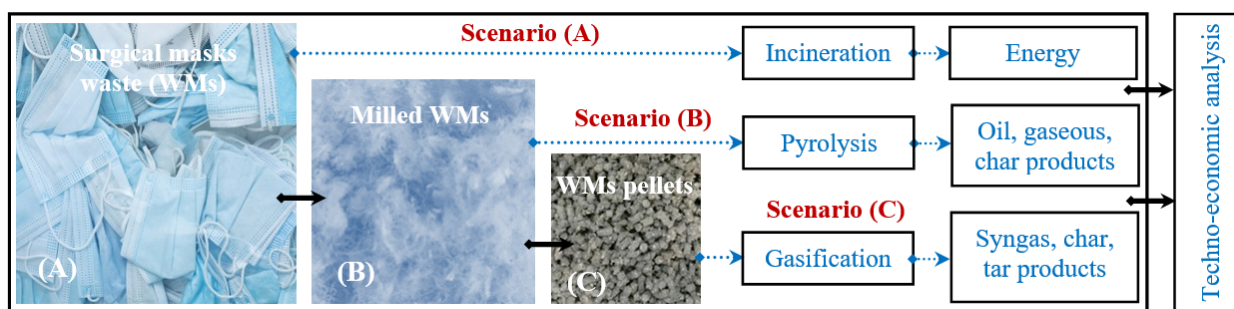 Surgical masks
waste (WMs)
(A)
Milled WMs
(B)
WMs pellets
(C)
Scenario (A)
Incineration
Energy
Scenario (B)
Pyrolysis
Oil, gaseous,
char products
Scenario (C)
Gasification
Syngas, char,
tar products
Techno-economic analysis